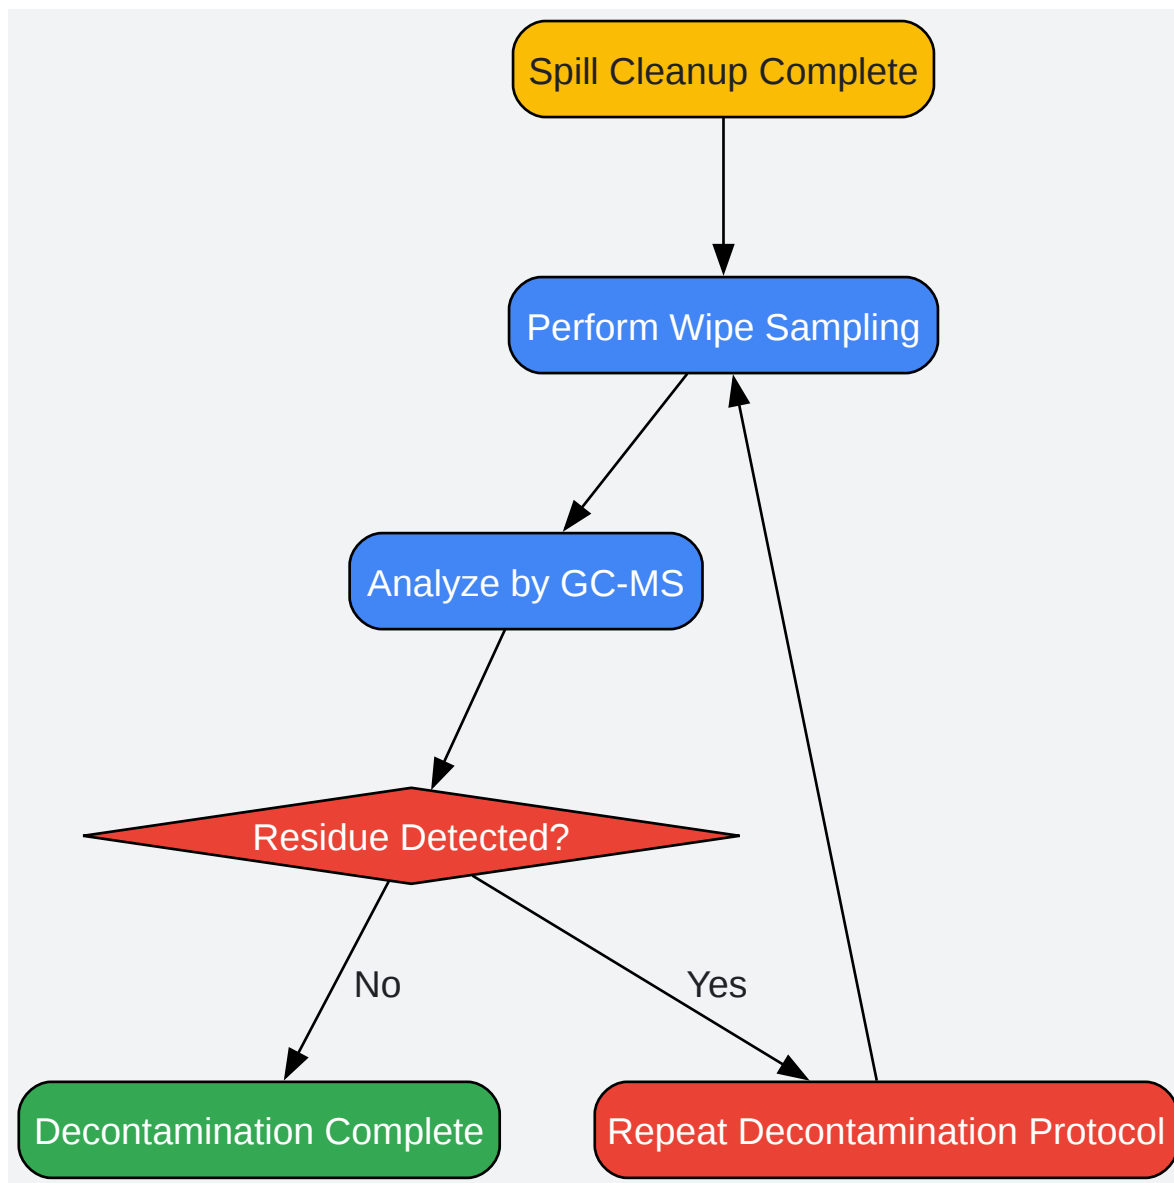 Spill Cleanup Complete
Perform Wipe Sampling
Analyze by GC-MS
Residue Detected?
No
Yes
Decontamination Complete
Repeat Decontamination Protocol